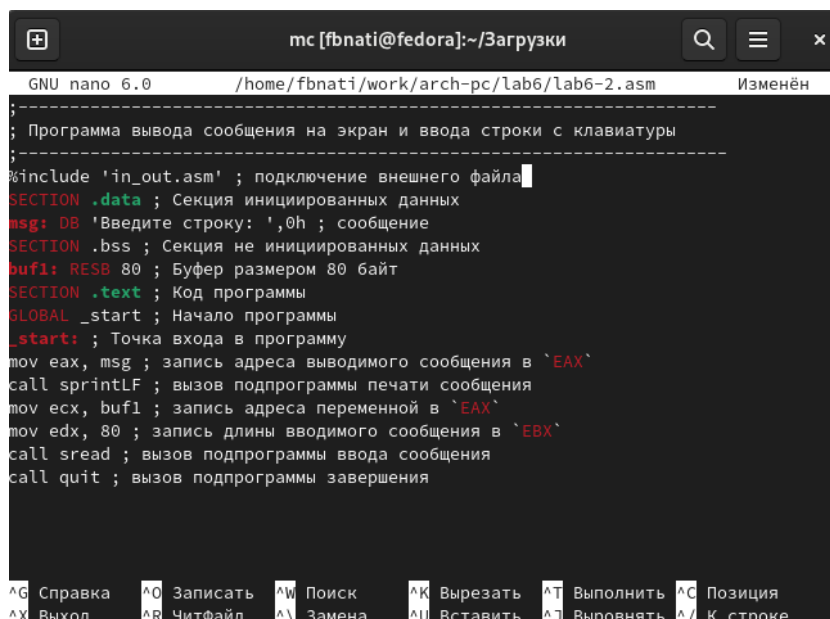 mc [fbnati@fedora]:~/Загрузки
GNU nano 6.0 /home/fbnati/work/arch-pc/lab6/lab6-2.asm Изменён
;--------------------------------------------------------------------
; Программа вывода сообщения на экран и ввода строки с клавиатуры
;---------------------------------------------------------------------
%include 'in_out.asm' ; подключение внешнего файла
SECTION .data ; Секция инициированных данных
msg: DB 'Введите строку: ',0h ; сообщение
SECTION .bss ; Секция не инициированных данных
buf1: RESB 80 ; Буфер размером 80 байт
SECTION .text ; Код программы
GLOBAL _start ; Начало программы
_start: ; Точка входа в программу
mov eax, msg ; запись адреса выводимого сообщения в `EAX`
call sprintLF ; вызов подпрограммы печати сообщения
mov ecx, buf1 ; запись адреса переменной в `EAX`
mov edx, 80 ; запись длины вводимого сообщения в `EBX`
call sread ; вызов подпрограммы ввода сообщения
call quit ; вызов подпрограммы завершения
^G Справка ^O Записать ^W Поиск ^K Вырезать ^T Выполнить ^C Позиция
^X Выход ^R ЧитФайл ^\ Замена ^U Вставить ^J Выровнять ^/ К строке